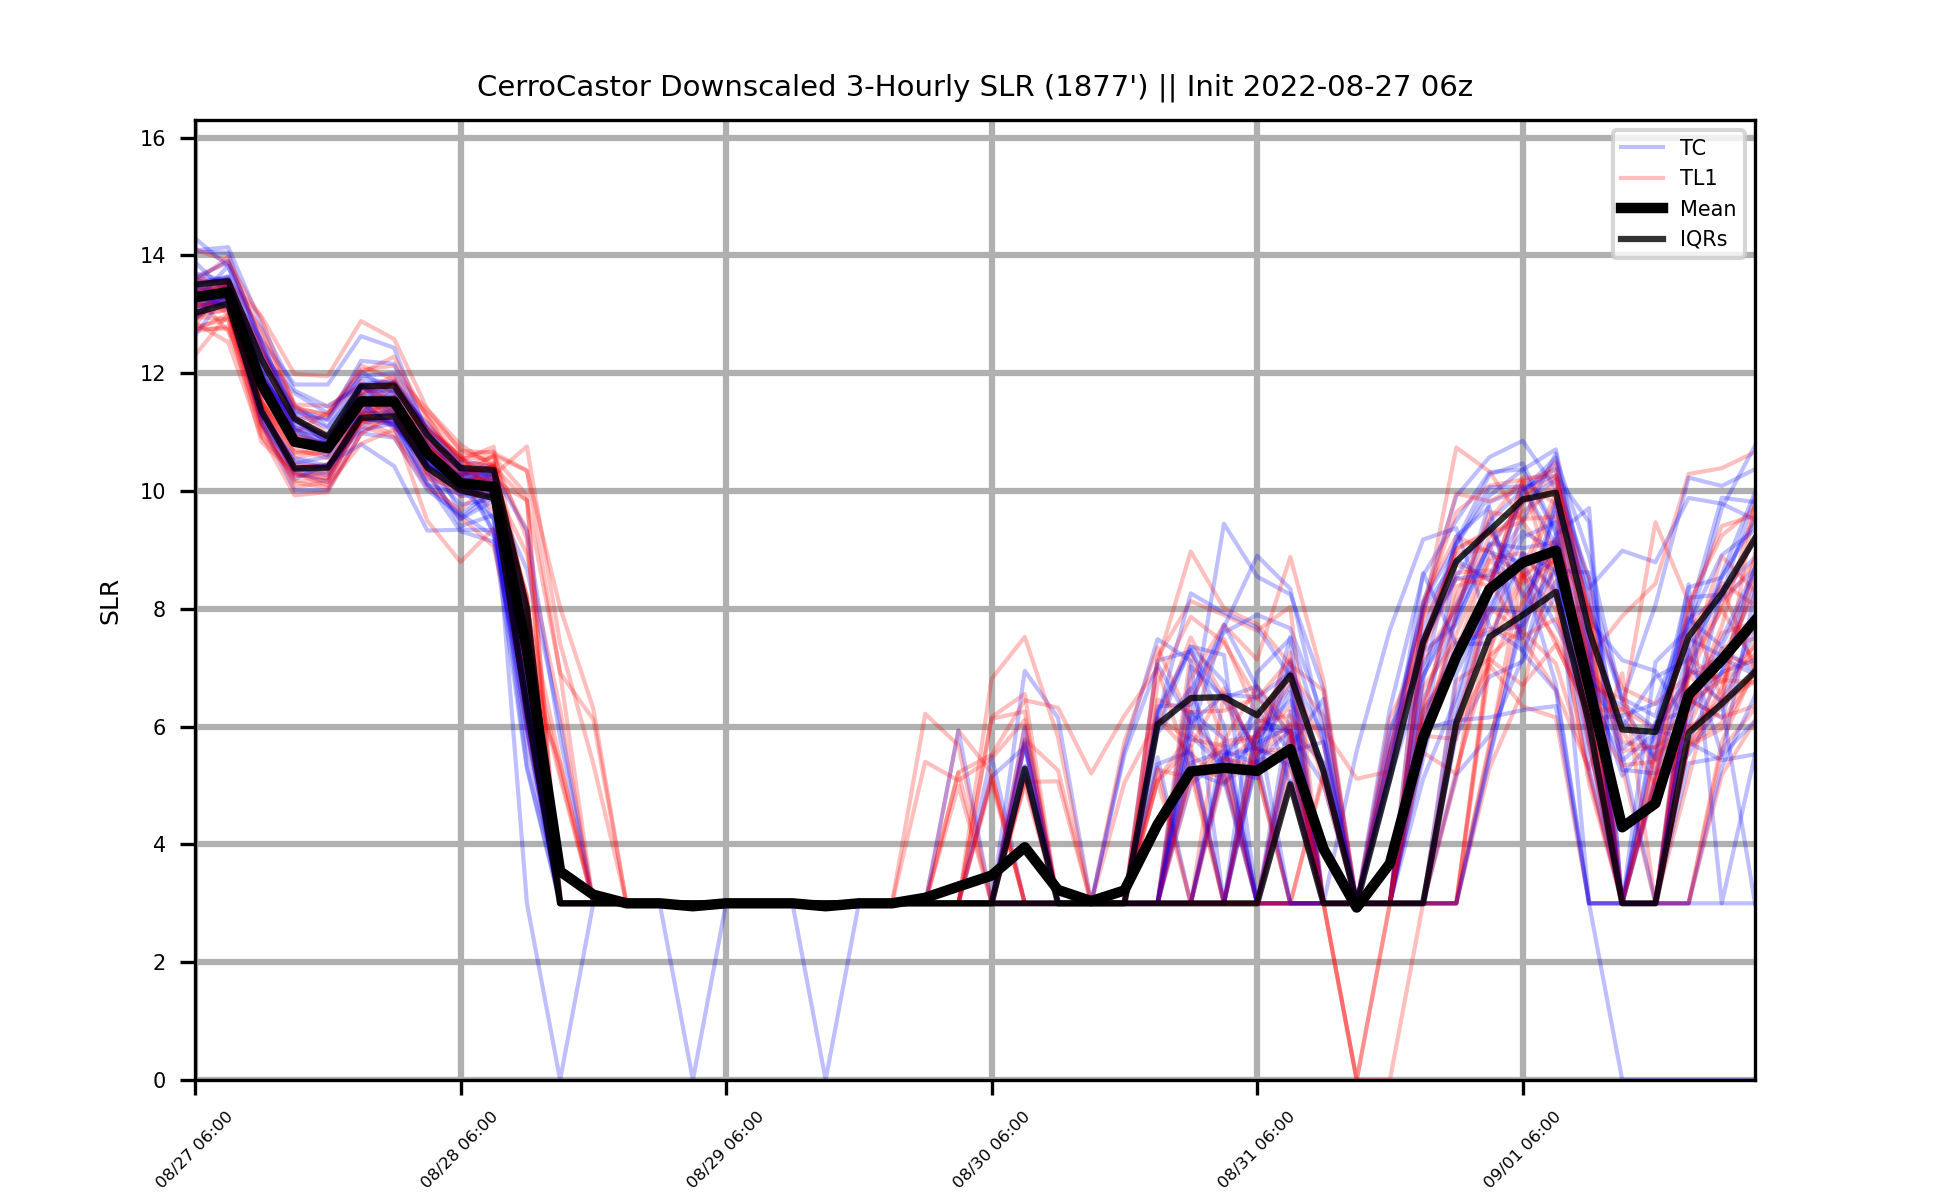 CerroCastor Downscaled 3-Hourly SLR (1877') || Init 2022-08-27 06z
16
14
12
10
8
6
4
2
0
SLR
TC
TL1
Mean
IQRs
08/27 06:00
08/28 06:00
08/29 06:00
08/30 06:00
08/31 06:00
09/01 06:00